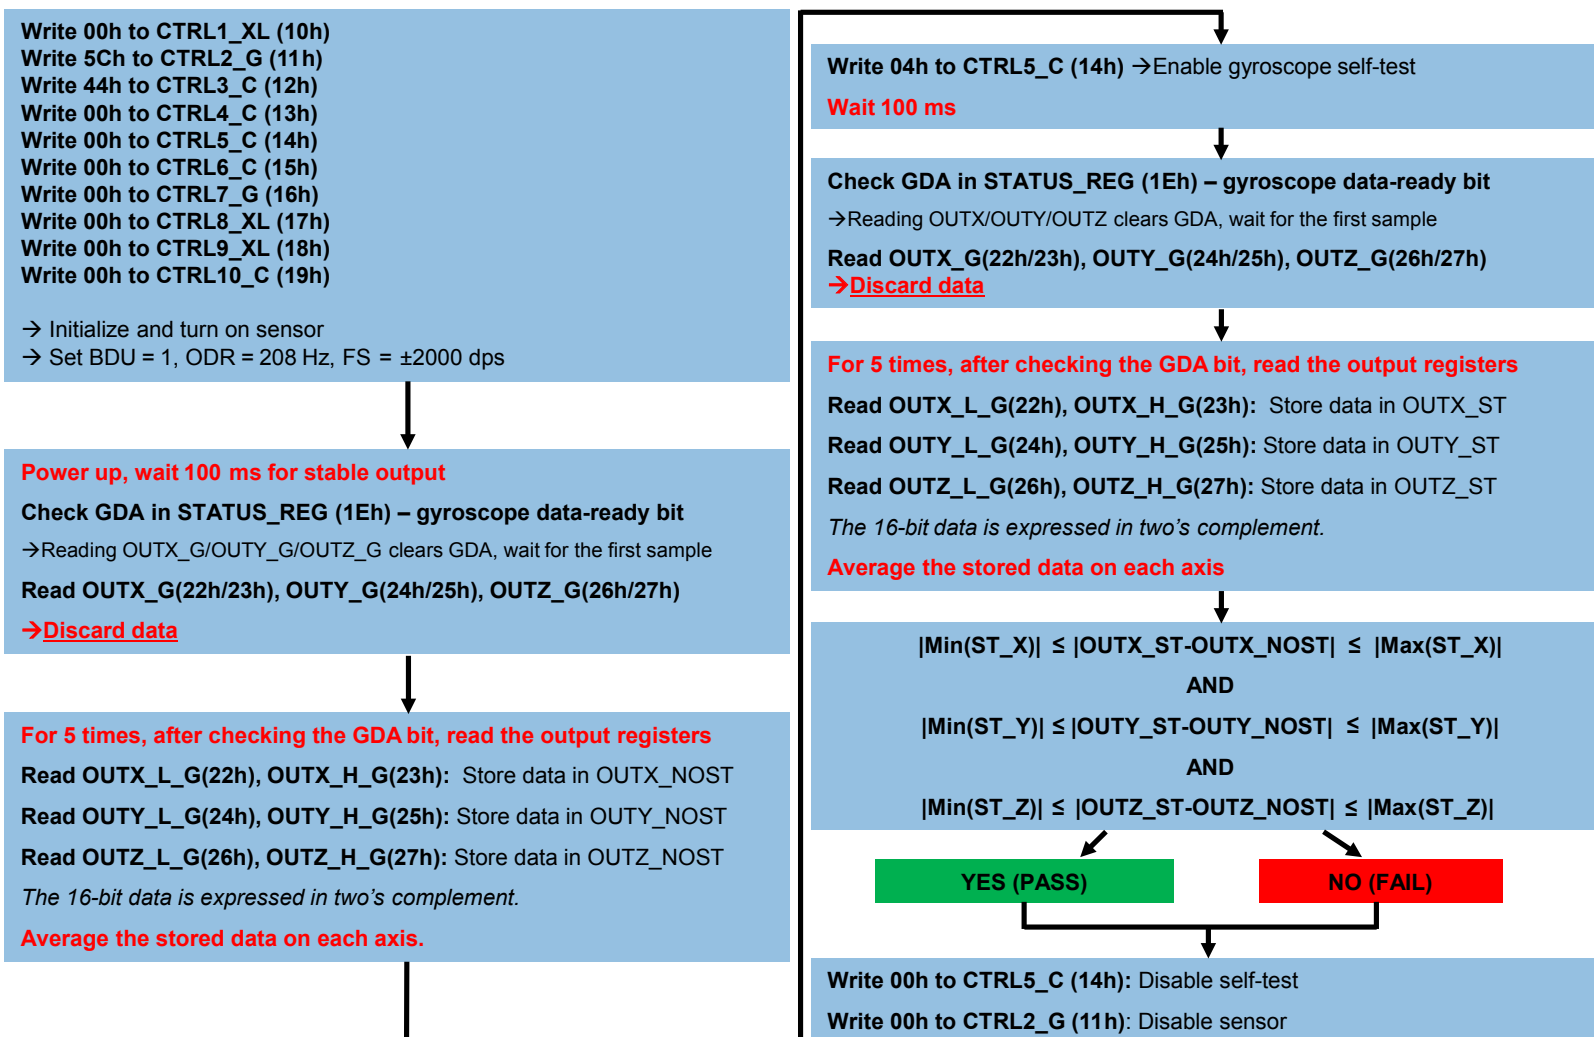 Write 00h to CTRL1_XL (10h)
Write 5Ch to CTRL2_G (11h)
Write 44h to CTRL3_C (12h)
Write 00h to CTRL4_C (13h)
Write 00h to CTRL5_C (14h)
Write 00h to CTRL6_C (15h)
Write 00h to CTRL7_G (16h)
Write 00h to CTRL8_XL (17h)
Write 00h to CTRL9_XL (18h)
Write 00h to CTRL10_C (19h)
→ Initialize and turn on sensor
→ Set BDU = 1, ODR = 208 Hz, FS = ±2000 dps
Power up, wait 100 ms for stable output
Check GDA in STATUS_REG (1Eh) – gyroscope data-ready bit
→Reading OUTX_G/OUTY_G/OUTZ_G clears GDA, wait for the first sample
Read OUTX_G(22h/23h), OUTY_G(24h/25h), OUTZ_G(26h/27h)
→Discard data
For 5 times, after checking the GDA bit, read the output registers
Read OUTX_L_G(22h), OUTX_H_G(23h): Store data in OUTX_NOST
Read OUTY_L_G(24h), OUTY_H_G(25h): Store data in OUTY_NOST
Read OUTZ_L_G(26h), OUTZ_H_G(27h): Store data in OUTZ_NOST
The 16-bit data is expressed in two's complement.
Average the stored data on each axis.
Write 04h to CTRL5_C (14h) →Enable gyroscope self-test
Wait 100 ms
Check GDA in STATUS_REG (1Eh) – gyroscope data-ready bit
→Reading OUTX/OUTY/OUTZ clears GDA, wait for the first sample
Read OUTX_G(22h/23h), OUTY_G(24h/25h), OUTZ_G(26h/27h)
→Discard data
For 5 times, after checking the GDA bit, read the output registers
Read OUTX_L_G(22h), OUTX_H_G(23h): Store data in OUTX_ST
Read OUTY_L_G(24h), OUTY_H_G(25h): Store data in OUTY_ST
Read OUTZ_L_G(26h), OUTZ_H_G(27h): Store data in OUTZ_ST
The 16-bit data is expressed in two's complement.
Average the stored data on each axis
|Min(ST_X)| ≤ |OUTX_ST-OUTX_NOST| ≤ |Max(ST_X)|
AND
|Min(ST_Y)| ≤ |OUTY_ST-OUTY_NOST| ≤ |Max(ST_Y)|
AND
|Min(ST_Z)| ≤ |OUTZ_ST-OUTZ_NOST| ≤ |Max(ST_Z)|
YES (PASS)
NO (FAIL)
Write 00h to CTRL5_C (14h): Disable self-test
Write 00h to CTRL2_G (11h): Disable sensor